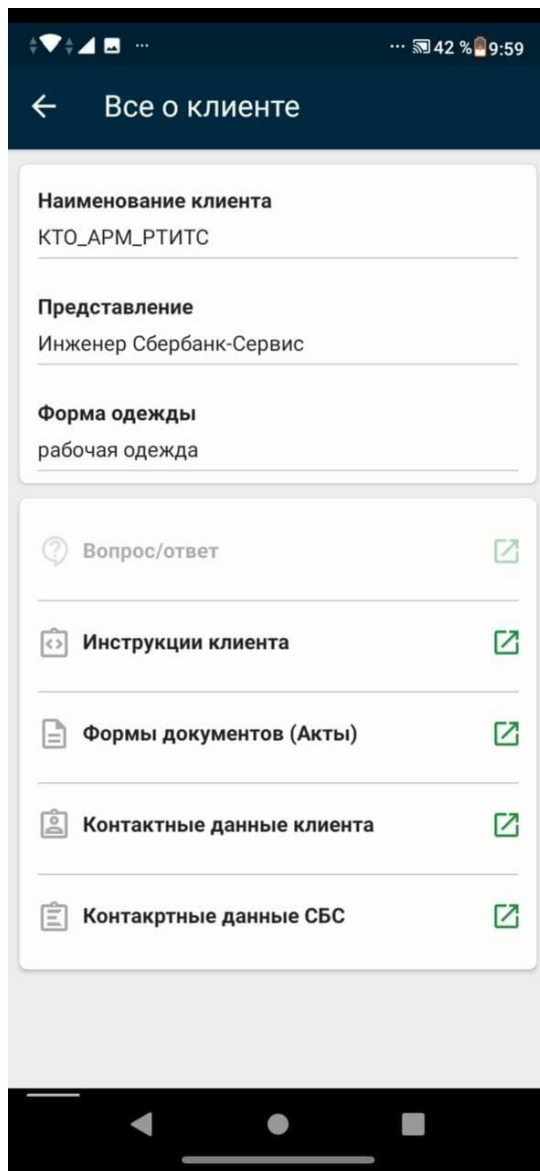 ... ... 42 % 9:59
Все о клиенте
Наименование клиента
КТО_АРМ_РТИТС
Представление
Инженер Сбербанк-Сервис
Форма одежды
рабочая одежда
Вопрос/ответ
Инструкции клиента
Формы документов (Акты)
Контактные данные клиента
Контакртные данные СБС